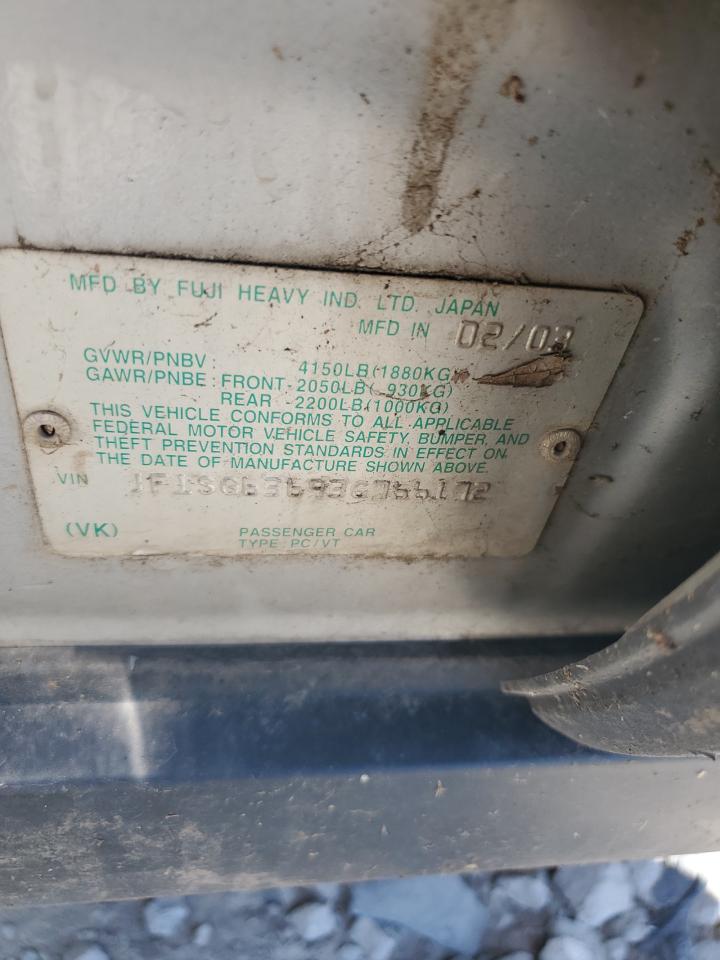 MFD BY FUJI HEAVY IND. LTD. JAPAN
MFD IN 02/03
GVWR/PNBV : 4150LB(1880KG)
GAWR/PNBE : FRONT-2050LB( 930KG)
REAR 2200LB(1000KG)
THIS VEHICLE CONFORMS TO ALL APPLICABLE
FEDERAL MOTOR VEHICLE SAFETY, BUMPER, AND
THEFT PREVENTION STANDARDS IN EFFECT ON
THE DATE OF MANUFACTURE SHOWN ABOVE.
VIN
(VK) PASSENGER CAR
TYPE: PC/VT